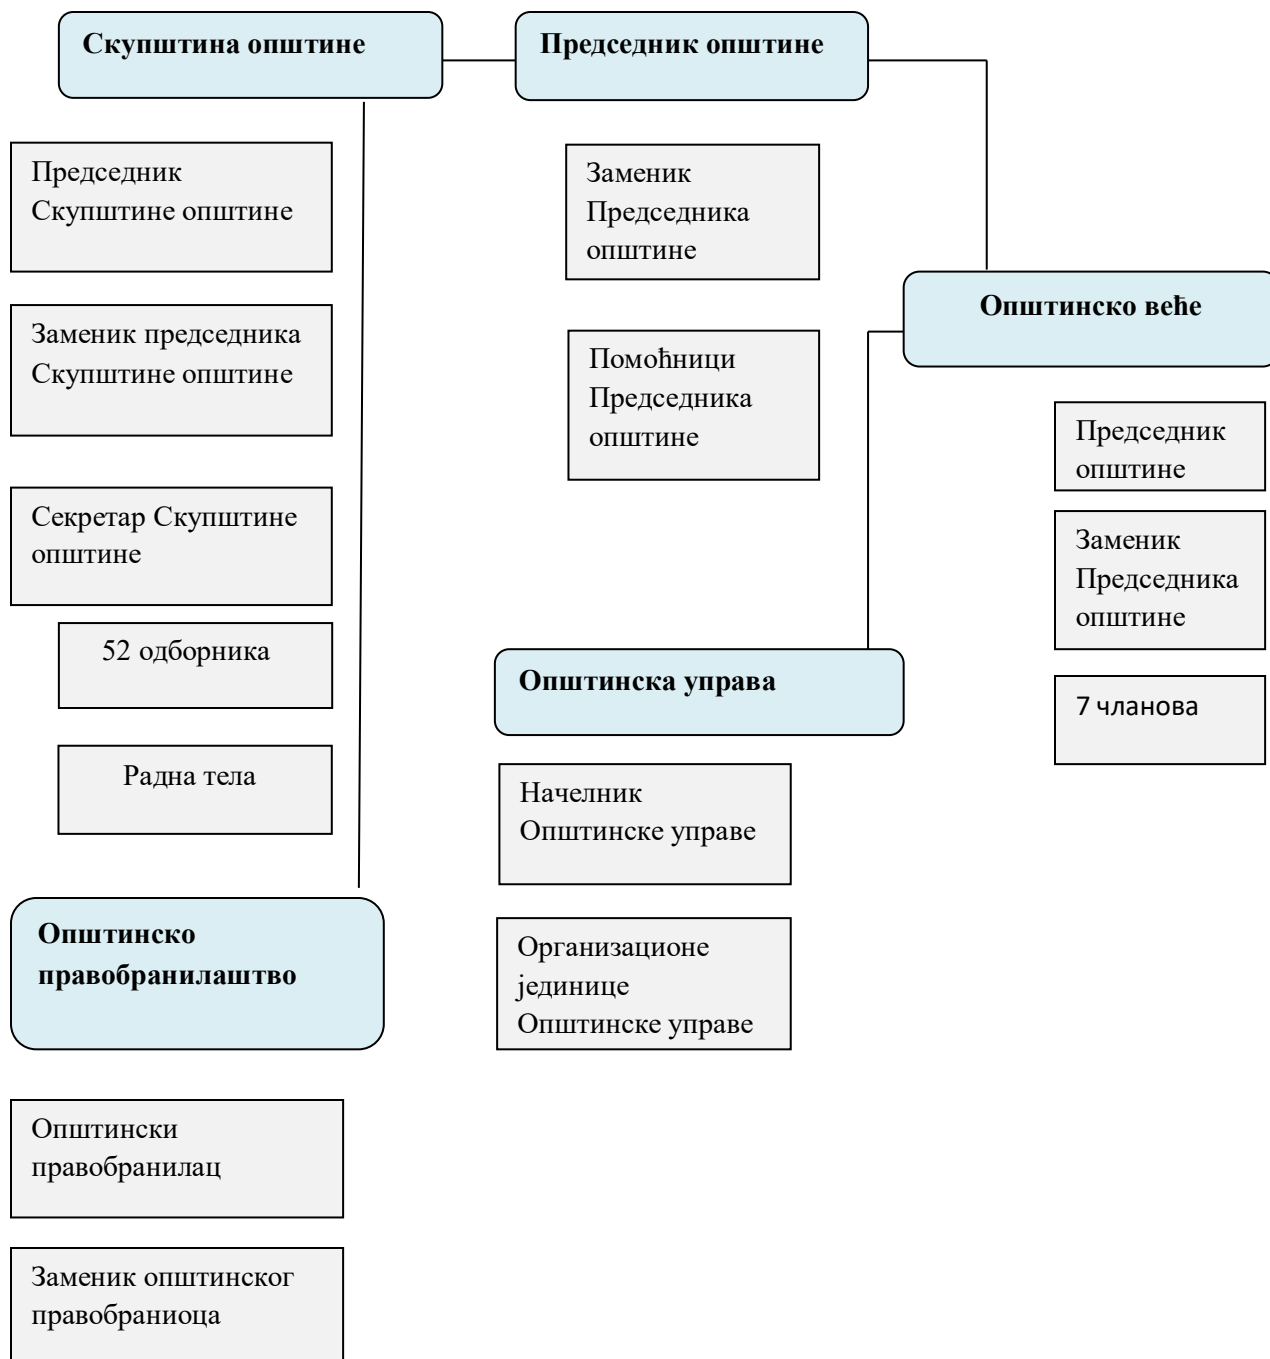 Скупштина општине
Председник општине
Председник
Скупштине општине
Заменик
Председника
општине
Општинско веће
Заменик председника
Скупштине општине
Помоћници
Председника
општине
Председник
општине
Секретар Скупштине
општине
Заменик
Председника
општине
52 одборника
Општинска управа
7 чланова
Радна тела
Начелник
Општинске управе
Општинско
правобранилаштво
Организационе
јединице
Општинске управе
Општински
правобранилац
Заменик општинског
правобраниоца